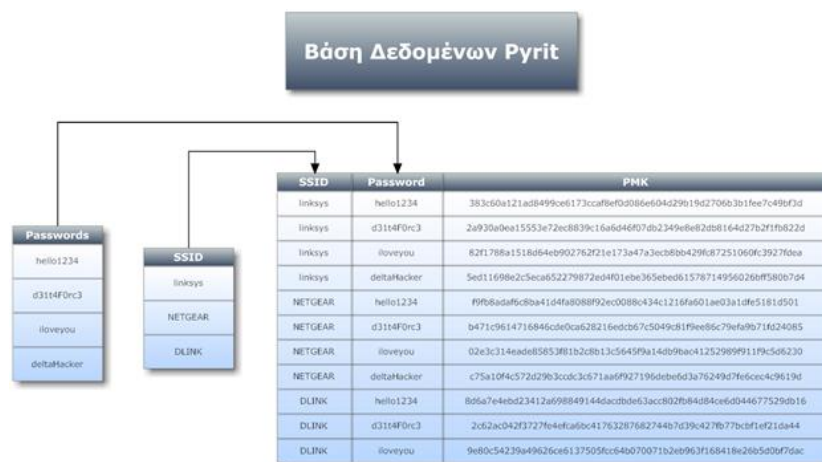 Βάση Δεδομένων Pyrit
Passwords
hello1234
d31t4F0rc3
iloveyou
deltaHacker
SSID
linksys
NETGEAR
DLINK
SSID Password PMK
linksys hello1234 383c60a121ad8499ce6173ccaf8ef0d086e604d29b19d2706b3b1fee7c49bf3d
linksys d31t4F0rc3 2a930a0ea15553e72ec8839c16a6d46f07db2349e8e82db8164d27b2f1fb822d
linksys iloveyou 82f1788a1518d64eb902762f21e173a47a3ecb8bb429fc87251060fc3927fdea
linksys deltaHacker 5ed11698e2c5eca652279872ed4f01ebe365ebed61578714956026bff580b7d4
NETGEAR hello1234 f9fb8adaf6c8ba41d4fa8088f92ec0088c434c1216fa601ae03a1dfe5181d501
NETGEAR d31t4F0rc3 b471c9614716846cde0ca628216edcb67c5049c81f9ee86c79efa9b71fd24085
NETGEAR iloveyou 02e3c314eade85853f81b2c8b13c5645f9a14db9bac41252989f911f9c5d6230
NETGEAR deltaHacker c75a10f4c572d29b3ccdc3c671aa6f927196debe6d3a76249d7fe6cec4c9619d
DLINK hello1234 8d6a7e4ebd23412a698849144dacdbde63acc802fb84d84ce6d044677529db16
DLINK d31t4F0rc3 2c62ac042f3727fe4efca6bc41763287682744b7d39c427fb77bcbf1ef21da44
DLINK iloveyou 9e80c54239a49626ce6137505fcc64b070071b2eb963f168418e26b5d0bf7dac